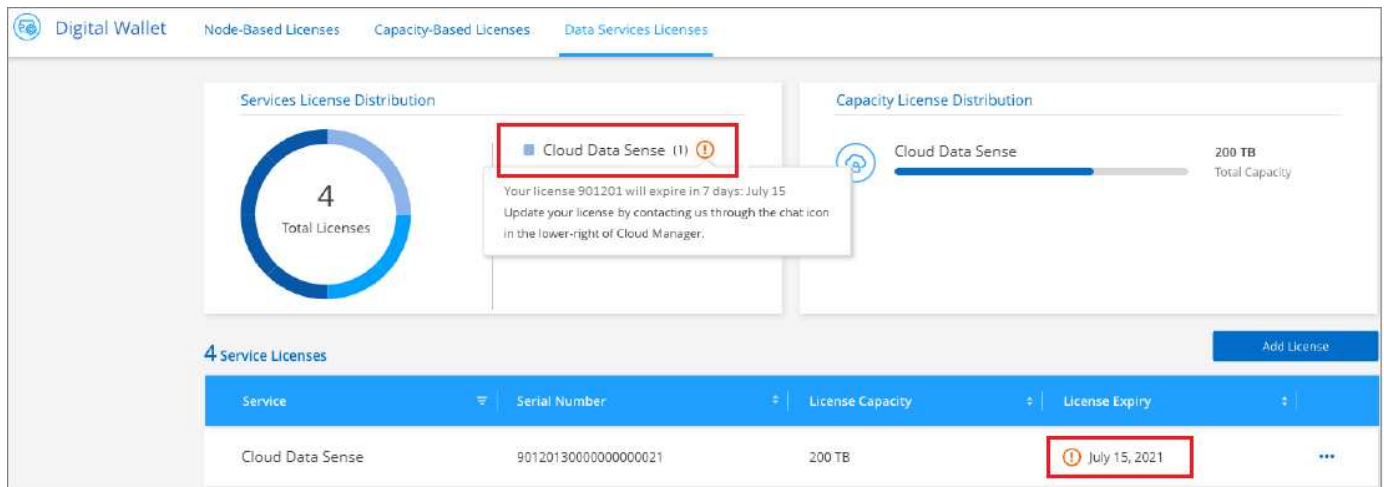 Digital Wallet
Node-Based Licenses
Capacity-Based Licenses
Data Services Licenses
Services License Distribution
4
Total Licenses
Cloud Data Sense (1)
Your license 901201 will expire in 7 days: July 15
Update your license by contacting us through the chat icon
in the lower-right of Cloud Manager.
Capacity License Distribution
Cloud Data Sense
200 TB
Total Capacity
4 Service Licenses
Add License
Service
Serial Number
License Capacity
License Expiry
Cloud Data Sense
90120130000000000021
200 TB
July 15, 2021